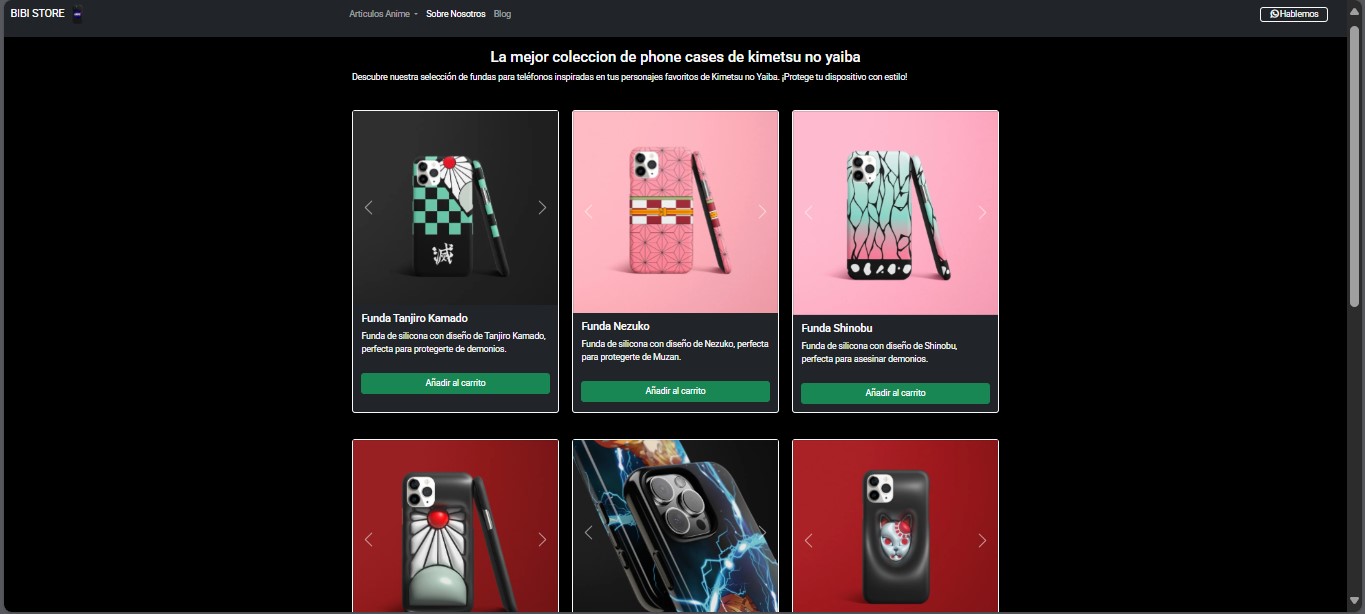 BIBI STORE
Articulos Anime Sobre Nosotros Blog
Hablemos
La mejor coleccion de phone cases de kimetsu no yaiba
Descubre nuestra selección de fundas para teléfonos inspiradas en tus personajes favoritos de Kimetsu no Yaiba. ¡Protege tu dispositivo con estilo!
滅
Funda Tanjiro Kamado
Funda de silicona con diseño de Tanjiro Kamado,
perfecta para protegerte de demonios.
Añadir al carrito
Funda Nezuko
Funda de silicona con diseño de Nezuko, perfecta
para protegerte de Muzan.
Añadir al carrito
Funda Shinobu
Funda de silicona con diseño de Shinobu,
perfecta para asesinar demonios.
Añadir al carrito